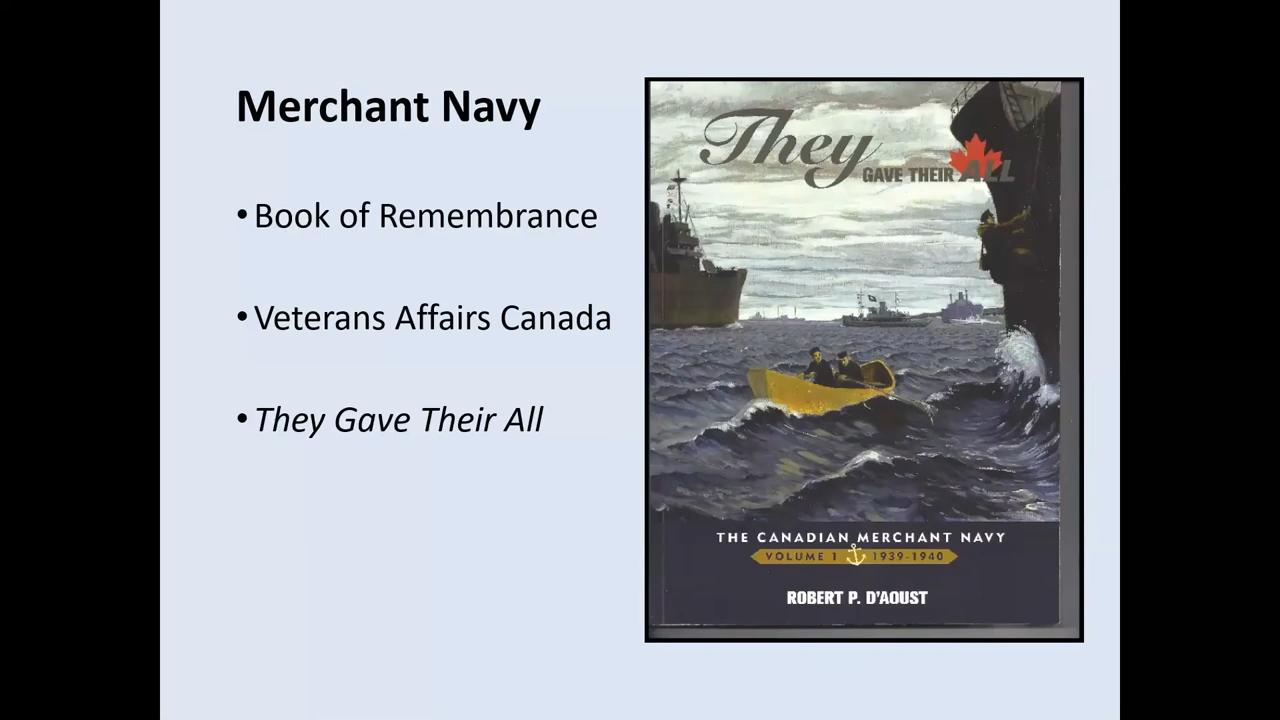 Merchant Navy
•Book of Remembrance
•Veterans Affairs Canada
•They Gave Their All
They
GAVE THEIR ALL
THE CANADIAN MERCHANT NAVY
VOLUME 1 1939-1940
ROBERT P. D'AOUST